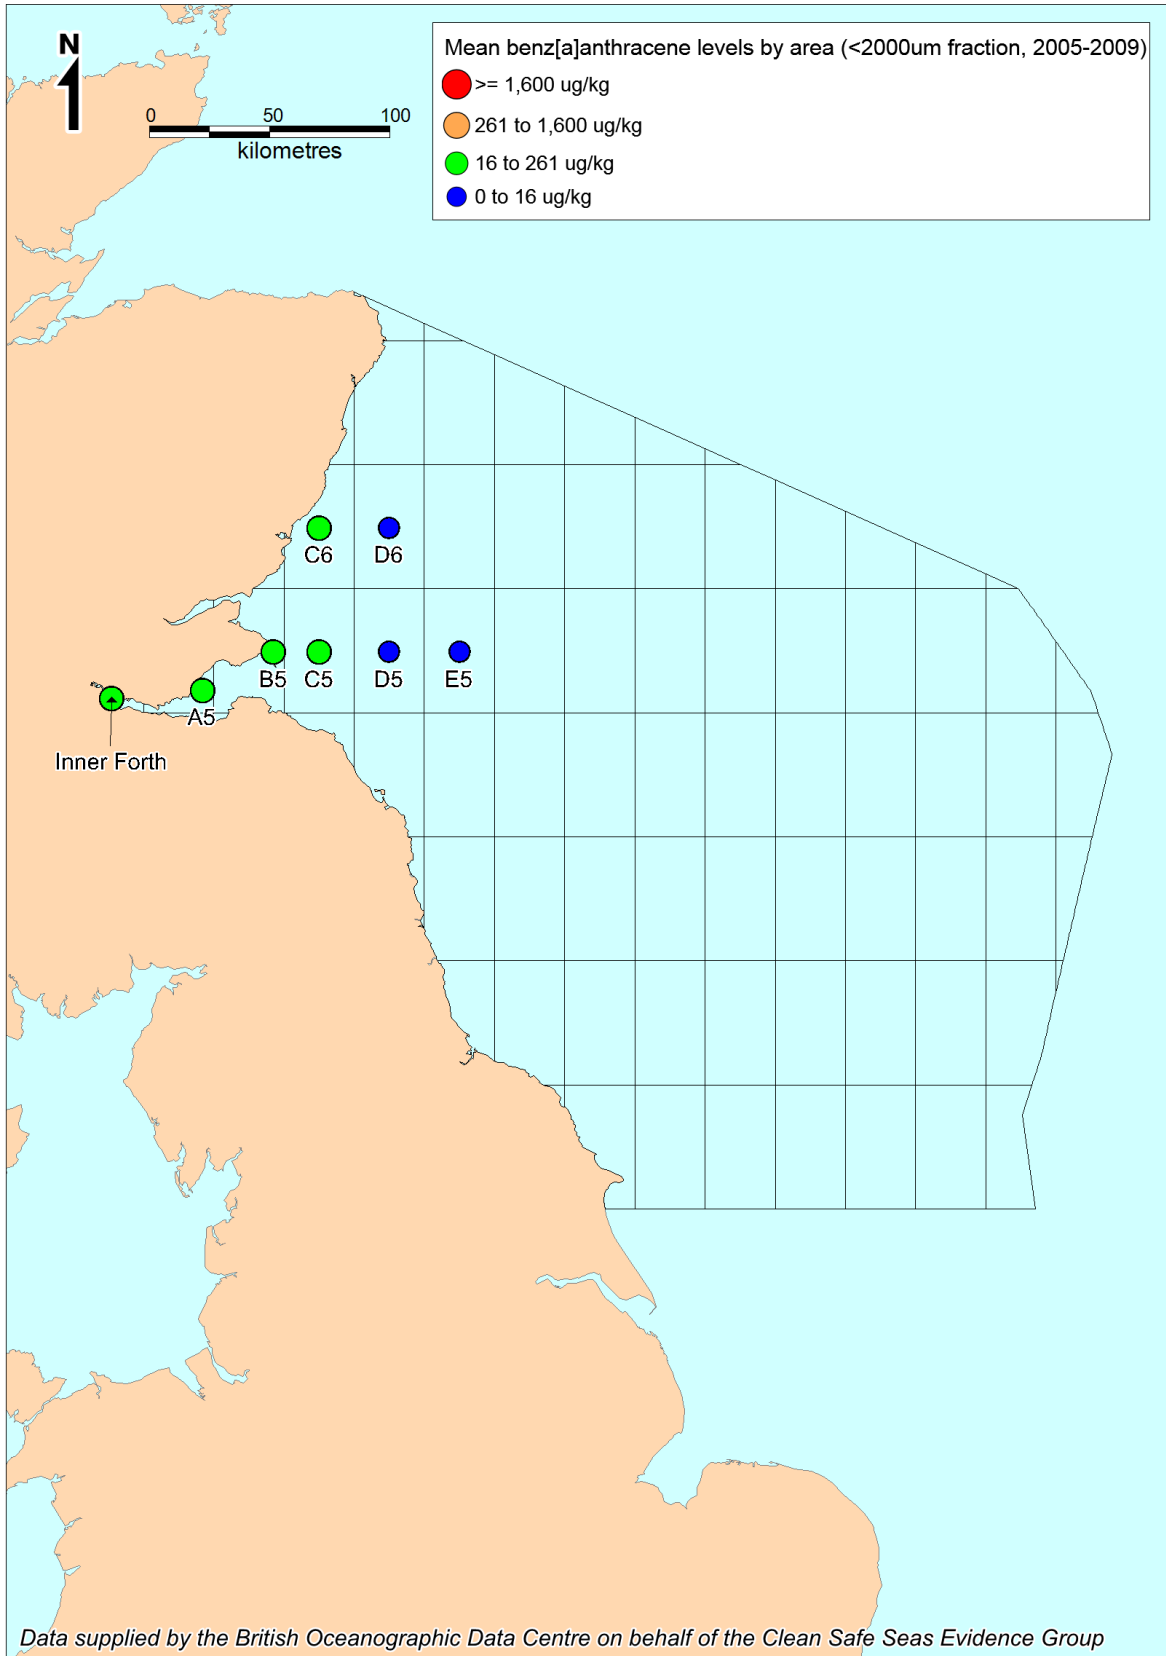 N
0 50 100
kilometres
Mean benz[a]anthracene levels by area (<2000um fraction, 2005-2009)
>= 1,600 ug/kg
261 to 1,600 ug/kg
16 to 261 ug/kg
0 to 16 ug/kg
C6 D6
B5 C5 D5 E5
A5
Inner Forth
Data supplied by the British Oceanographic Data Centre on behalf of the Clean Safe Seas Evidence Group